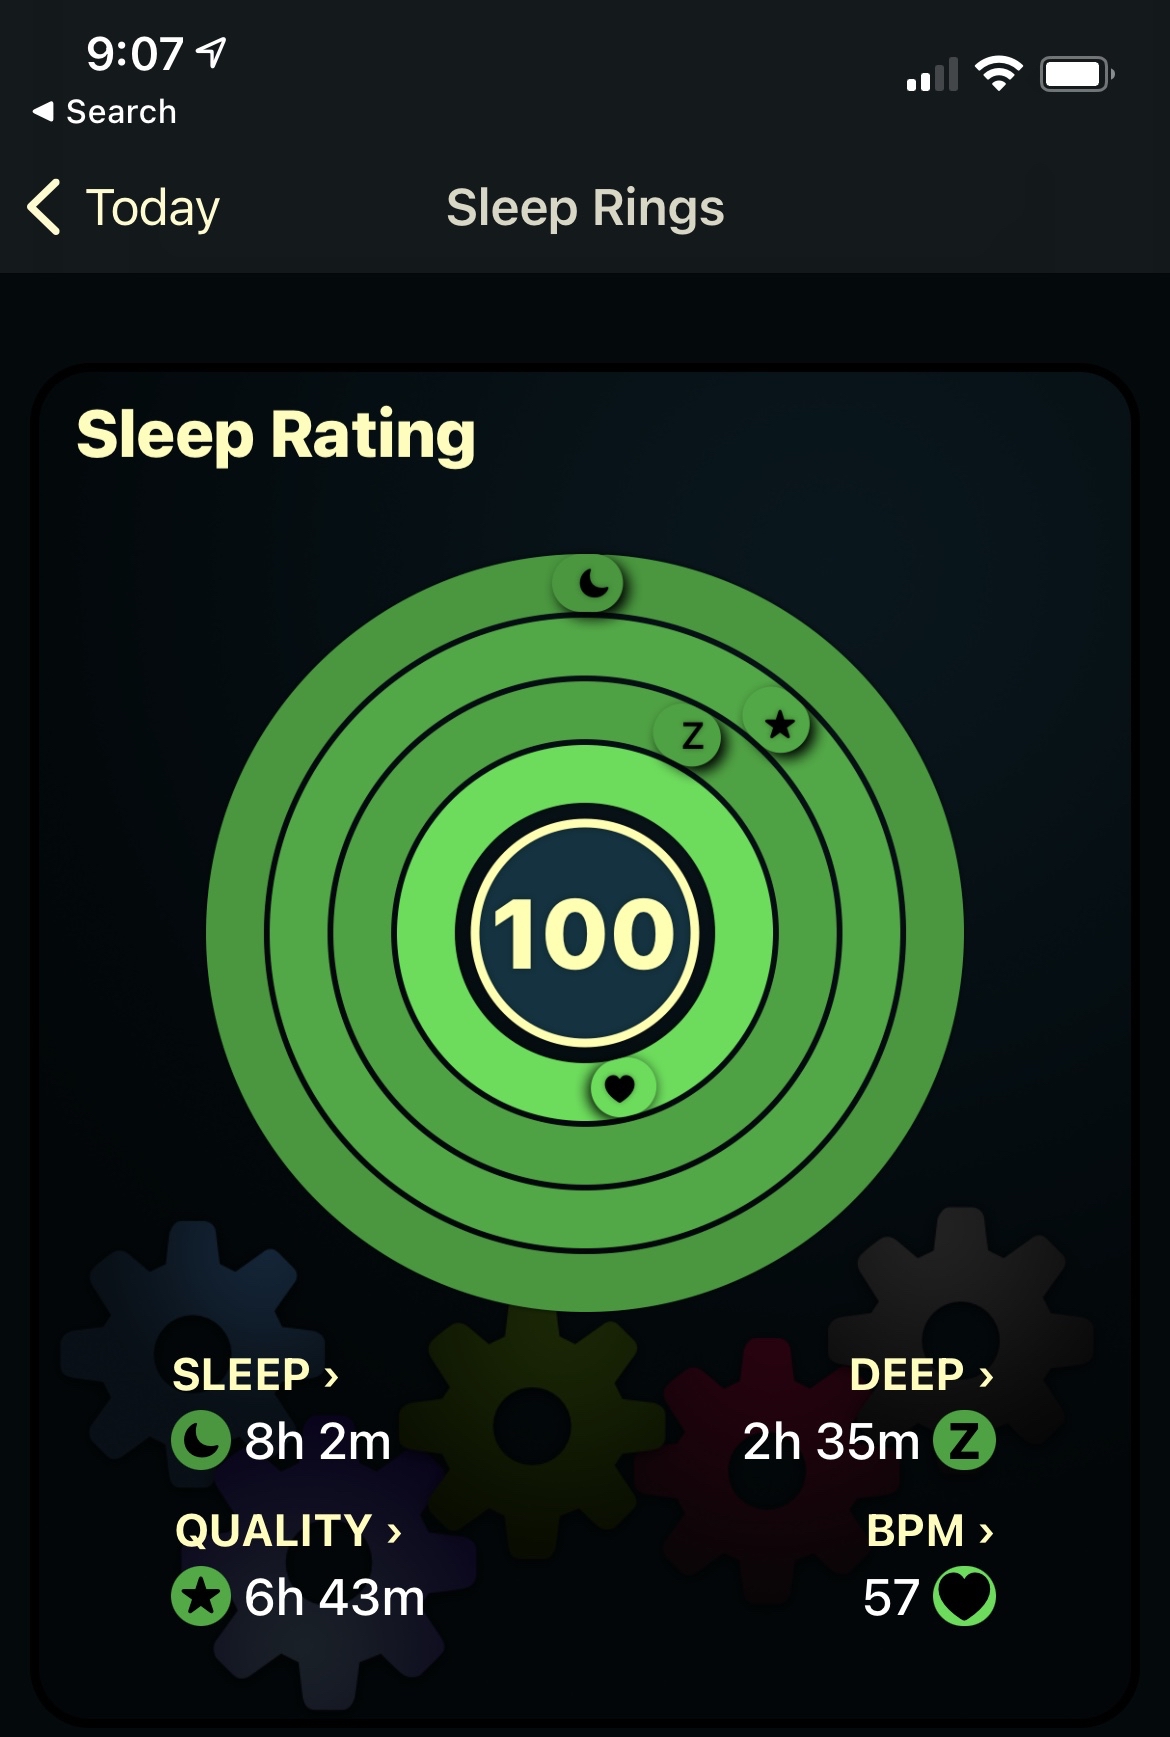 9:07
Search
Today
Sleep Rings
Sleep Rating
Z
100
SLEEP ›
8h 2m
DEEP ›
2h 35m Z
QUALITY ›
6h 43m
BPM ›
57